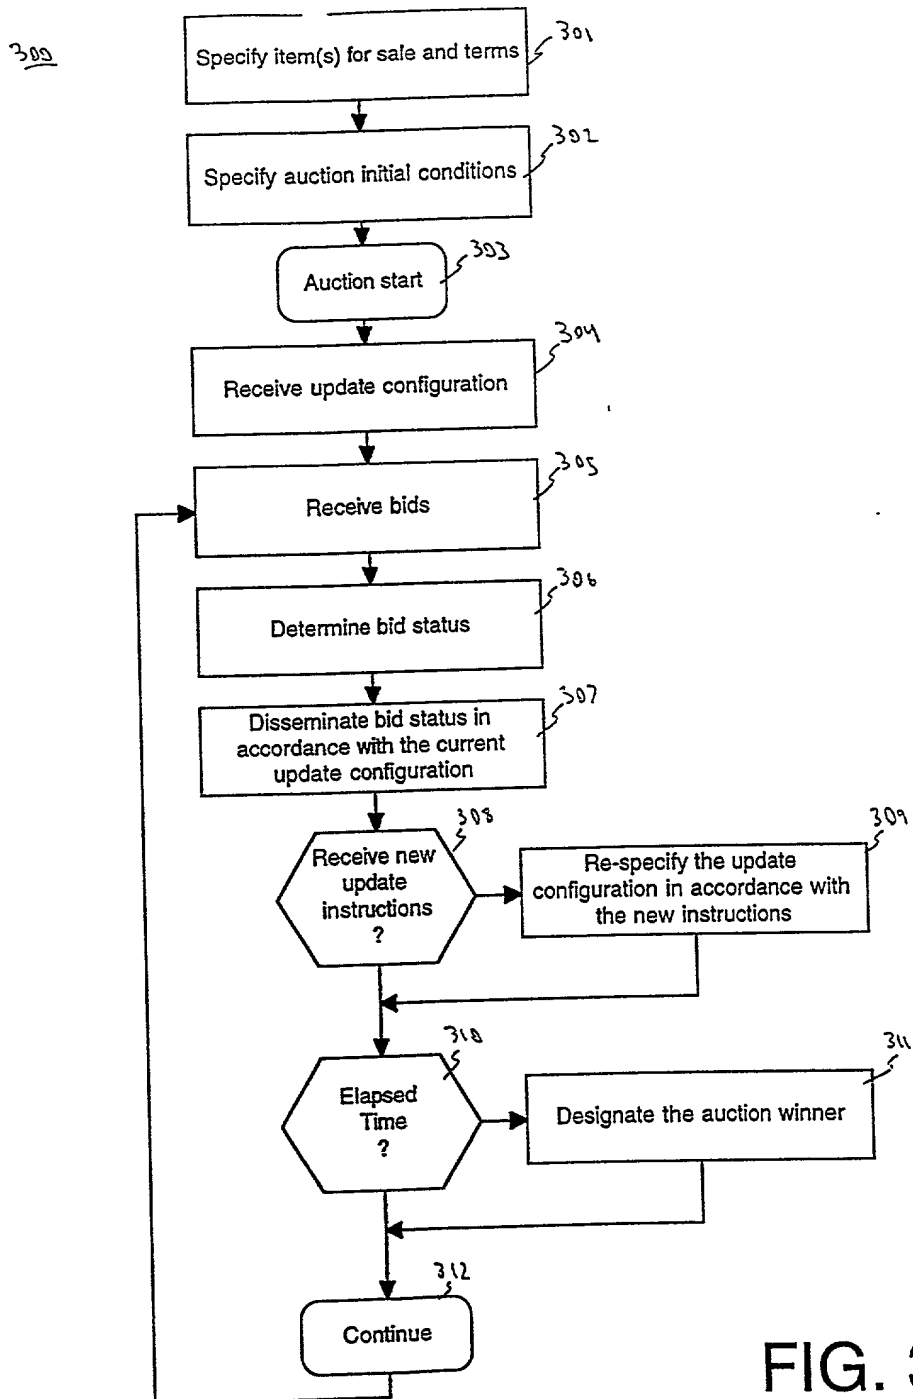 300
Specify item(s) for sale and terms
301
Specify auction initial conditions
302
Auction start
303
Receive update configuration
304
Receive bids
305
Determine bid status
306
Disseminate bid status in
accordance with the current
update configuration
307
Receive new
update
instructions
?
308
Re-specify the update
configuration in accordance with
the new instructions
309
Elapsed
Time
?
310
Designate the auction winner
311
Continue
312
FIG. 3